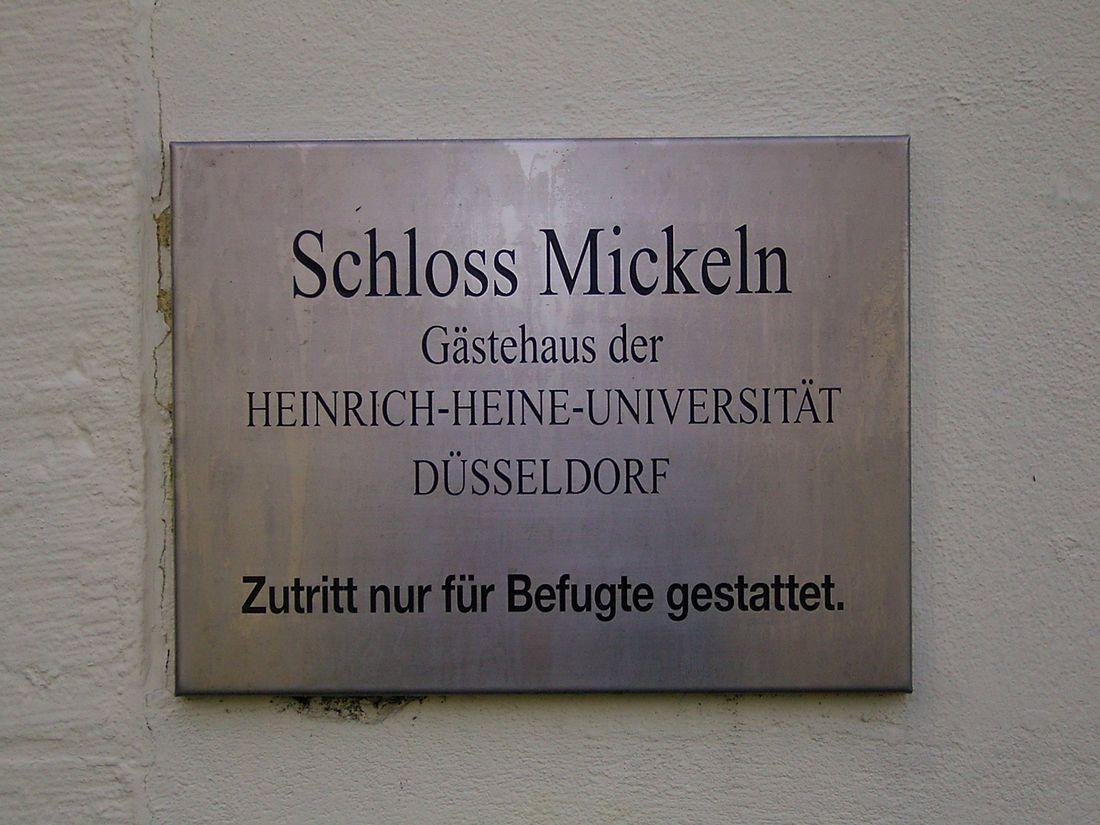 Schloss Mickeln
Gästehaus der
HEINRICH-HEINE-UNIVERSITÄT
DÜSSELDORF
Zutritt nur für Befugte gestattet.